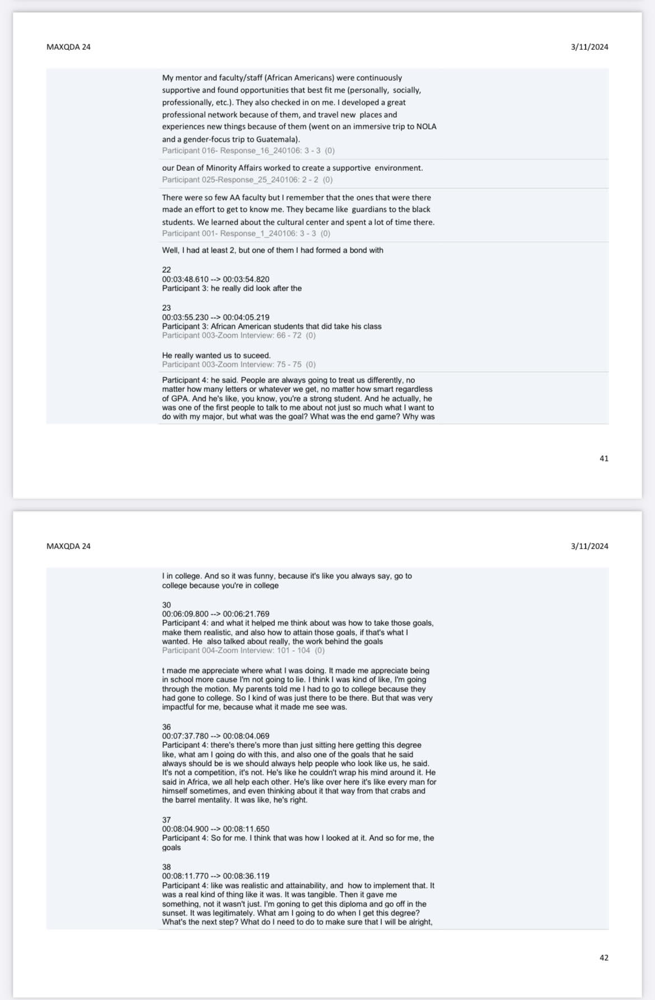 MAXQDA 24
3/11/2024
My mentor and faculty/staff (African Americans) were continuously
supportive and found opportunities that best fit me (personally, socially,
professionally, etc.). They also checked in on me. I developed a great
professional network because of them, and travel new places and
experiences new things because of them (went on an immersive trip to NOLA
and a gender-focus trip to Guatemala).
Participant 016- Response_16_240106: 3 - 3 (0)
our Dean of Minority Affairs worked to create a supportive environment.
Participant 025-Response_25_240106: 2 - 2 (0)
There were so few AA faculty but I remember that the ones that were there
made an effort to get to know me. They became like guardians to the black
students. We learned about the cultural center and spent a lot of time there.
Participant 001- Response_1_240106: 3 - 3 (0)
Well, I had at least 2, but one of them I had formed a bond with
22
00:03:48.610 --> 00:03:54.820
Participant 3: he really did look after the
23
00:03:55.230 --> 00:04:05.219
Participant 3: African American students that did take his class
Participant 003-Zoom Interview: 66 - 72 (0)
He really wanted us to suceed.
Participant 003-Zoom Interview: 75 - 75 (0)
Participant 4: he said. People are always going to treat us differently, no
matter how many letters or whatever we get, no matter how smart regardless
of GPA. And he's like, you know, you're a strong student. And he actually, he
was one of the first people to talk to me about not just so much what I want to
do with my major, but what was the goal? What was the end game? Why was
41
MAXQDA 24
3/11/2024
I in college. And so it was funny, because it's like you always say, go to
college because you're in college
30
00:06:09.800 --> 00:06:21.769
Participant 4: and what it helped me think about was how to take those goals,
make them realistic, and also how to attain those goals, if that's what I
wanted. He also talked about really, the work behind the goals
Participant 004-Zoom Interview: 101 - 104 (0)
t made me appreciate where what I was doing. It made me appreciate being
in school more cause I'm not going to lie. I think I was kind of like, I'm going
through the motion. My parents told me I had to go to college because they
had gone to college. So I kind of was just there to be there. But that was very
impactful for me, because what it made me see was.
36
00:07:37.780 --> 00:08:04.069
Participant 4: there's there's more than just sitting here getting this degree
like, what am I going do with this, and also one of the goals that he said
always should be is we should always help people who look like us, he said.
It's not a competition, it's not. He's like he couldn't wrap his mind around it. He
said in Africa, we all help each other. He's like over here it's like every man for
himself sometimes, and even thinking about it that way from that crabs and
the barrel mentality. It was like, he's right.
37
00:08:04.900 --> 00:08:11.650
Participant 4: So for me. I think that was how I looked at it. And so for me, the
goals
38
00:08:11.770 --> 00:08:36.119
Participant 4: like was realistic and attainability, and how to implement that. It
was a real kind of thing like it was. It was tangible. Then it gave me
something, not it wasn't just. I'm goning to get this diploma and go off in the
sunset. It was legitimately. What am I going to do when I get this degree?
What's the next step? What do I need to do to make sure that I will be alright,
42